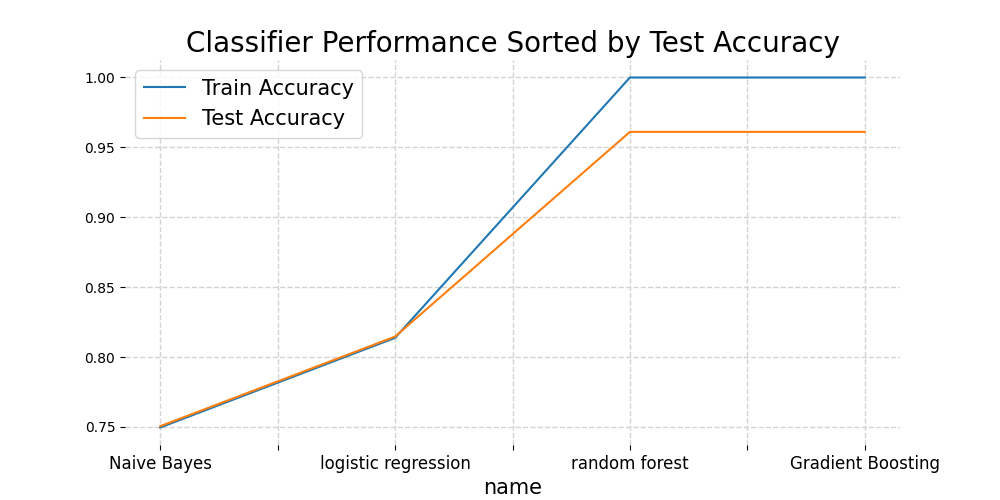 Classifier Performance Sorted by Test Accuracy
Train Accuracy
Test Accuracy
1.00
0.95
0.90
0.85
0.80
0.75
Naive Bayes logistic regression random forest Gradient Boosting
name